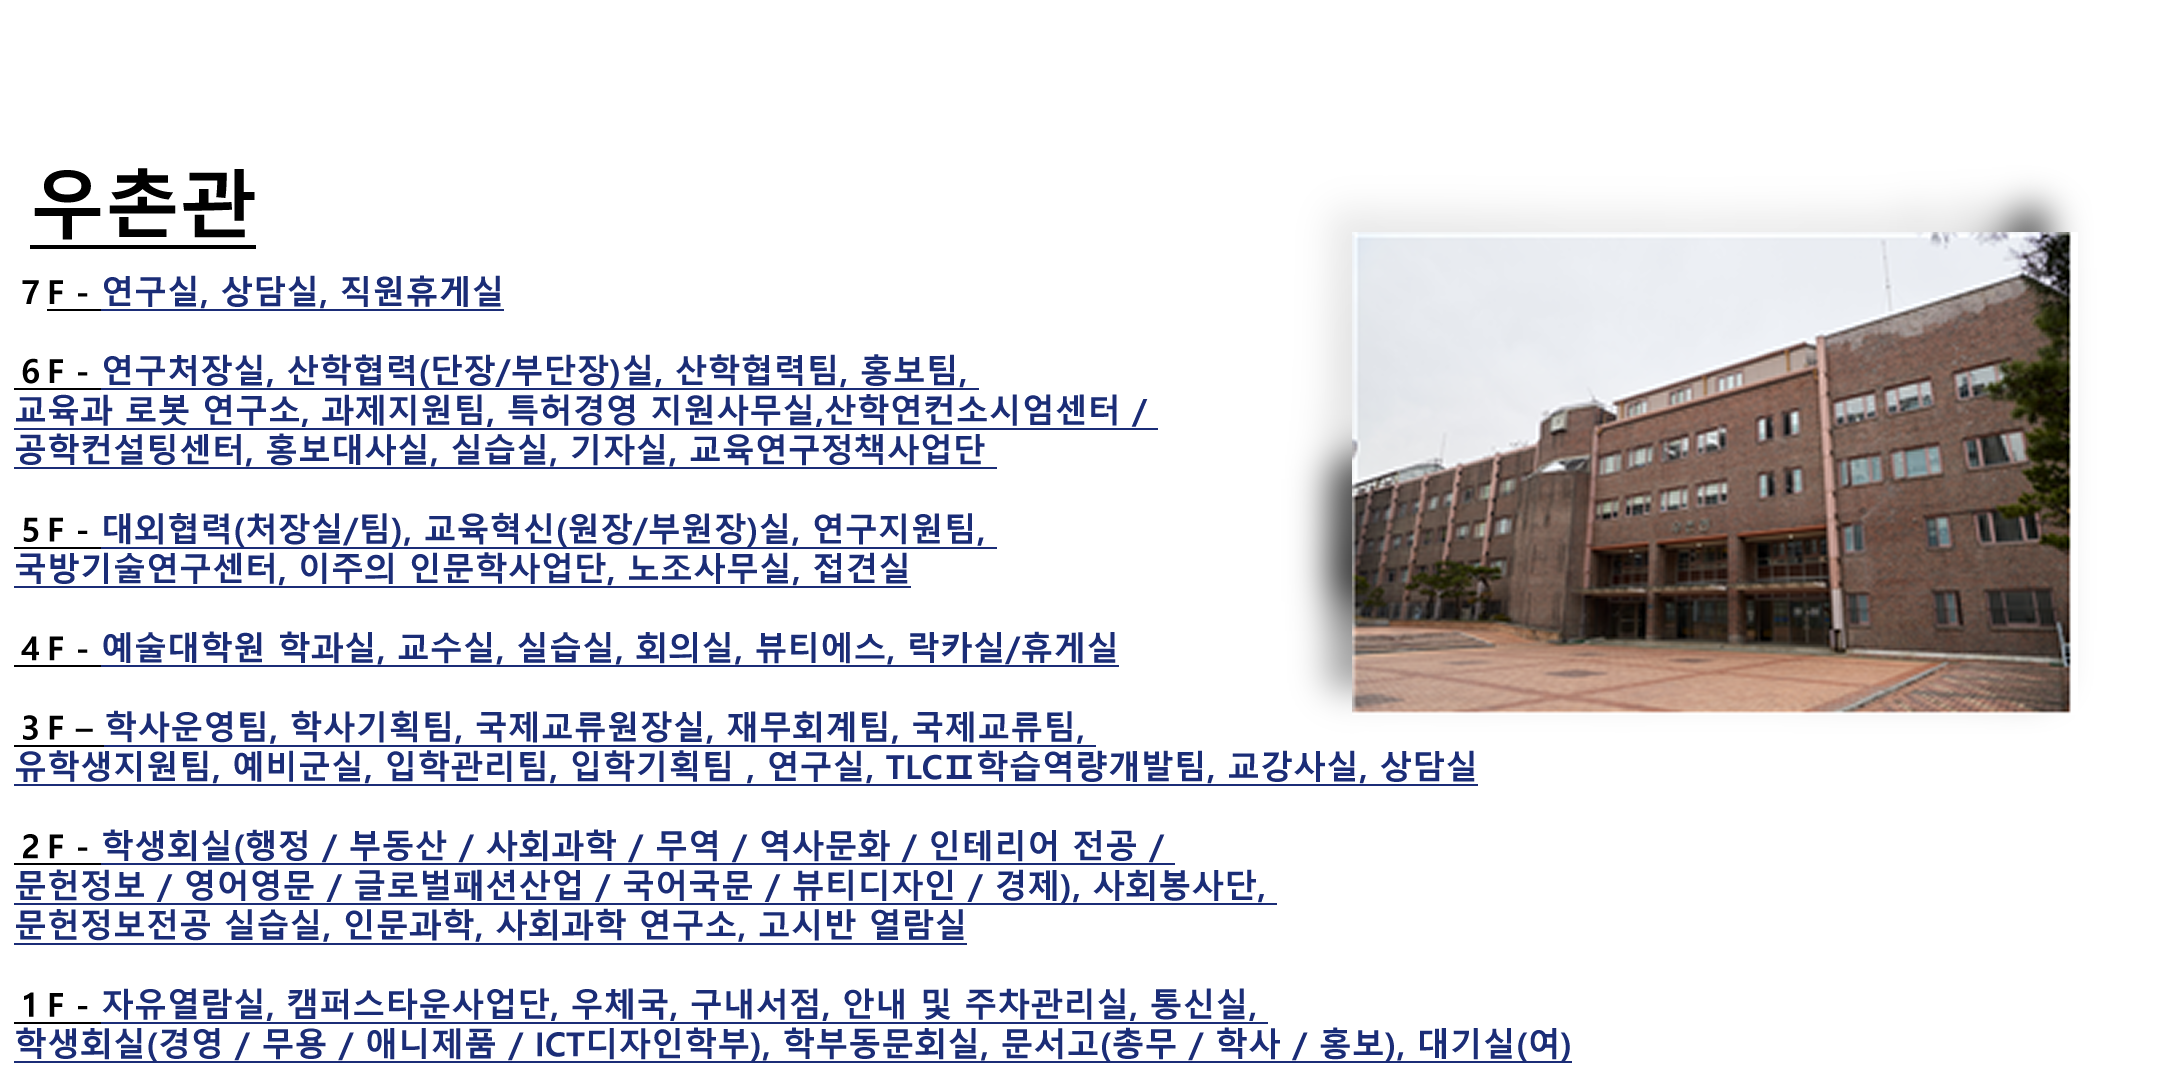 우촌관
7F - 연구실, 상담실, 직원휴게실
6F - 연구처장실, 산학협력(단장/부단장)실, 산학협력팀, 홍보팀,
교육과 로봇 연구소, 과제지원팀, 특허경영 지원사무실,산학연컨소시엄센터 /
공학컨설팅센터, 홍보대사실, 실습실, 기자실, 교육연구정책사업단
5F - 대외협력(처장실/팀), 교육혁신(원장/부원장)실, 연구지원팀,
국방기술연구센터, 이주의 인문학사업단, 노조사무실, 접견실
4F - 예술대학원 학과실, 교수실, 실습실, 회의실, 뷰티에스, 락카실/휴게실
3F – 학사운영팀, 학사기획팀, 국제교류원장실, 재무회계팀, 국제교류팀,
유학생지원팀, 예비군실, 입학관리팀, 입학기획팀 , 연구실, TLCⅡ학습역량개발팀, 교강사실, 상담실
2F - 학생회실(행정 / 부동산 / 사회과학 / 무역 / 역사문화 / 인테리어 전공 /
문헌정보 / 영어영문 / 글로벌패션산업 / 국어국문 / 뷰티디자인 / 경제), 사회봉사단,
문헌정보전공 실습실, 인문과학, 사회과학 연구소, 고시반 열람실
1F - 자유열람실, 캠퍼스타운사업단, 우체국, 구내서점, 안내 및 주차관리실, 통신실,
학생회실(경영 / 무용 / 애니제품 / ICT디자인학부), 학부동문회실, 문서고(총무 / 학사 / 홍보), 대기실(여)